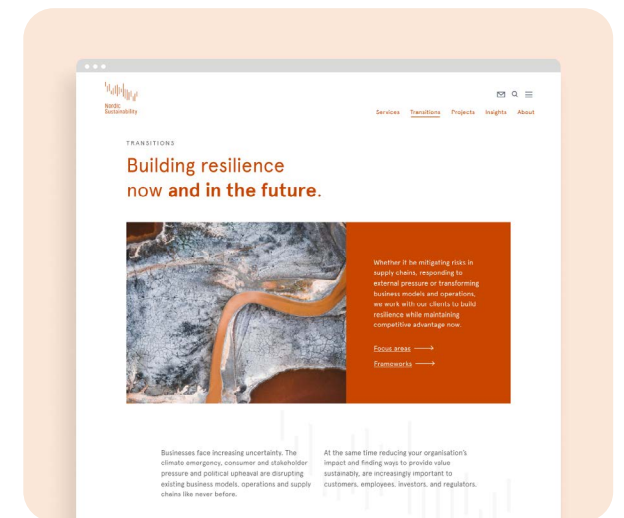 Nordic
Sustainability
Services Transitions Projects Insights About
TRANSITIONS
Building resilience
now and in the future.
Whether it be mitigating risks in
supply chains, responding to
external pressure or transforming
business models and operations,
we work with our clients to build
resilience while maintaining
competitive advantage now.
Focus areas
Frameworks
Businesses face increasing uncertainty. The
climate emergency, consumer and stakeholder
pressure and political upheaval are disrupting
existing business models, operations and supply
chains like never before.
At the same time reducing your organisation's
impact and finding ways to provide value
sustainably, are increasingly important to
customers, employees, investors, and regulators.